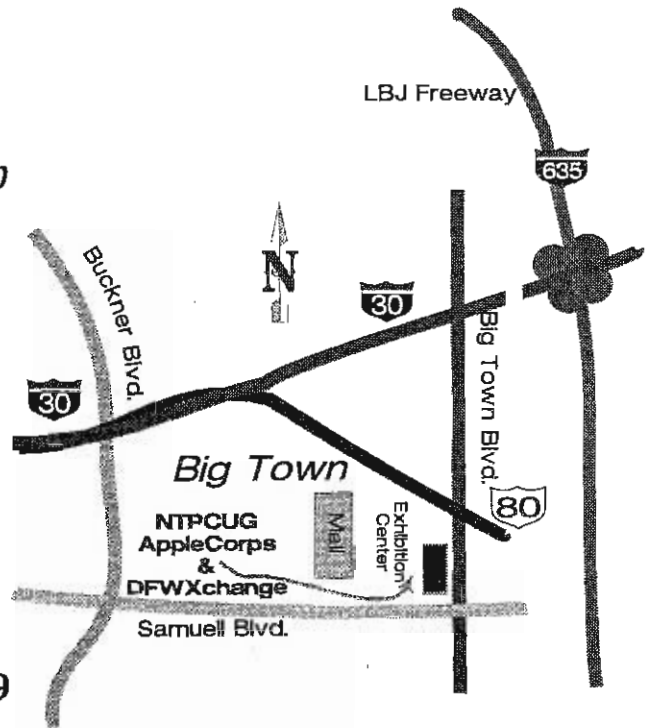 LBJ Freeway
635
Buckner Blvd.
N
30
Big Town Blvd.
30
Big Town
80
NTPCUG
AppleCorps
&
DFWXchange
Mall
Exhibition
Center
Samuell Blvd.
9